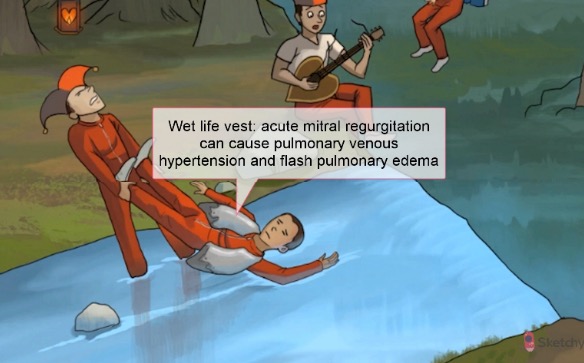 Wet life vest; acute mitral regurgitation
can cause pulmonary venous
hypertension and flash pulmonary edema
Sketchy